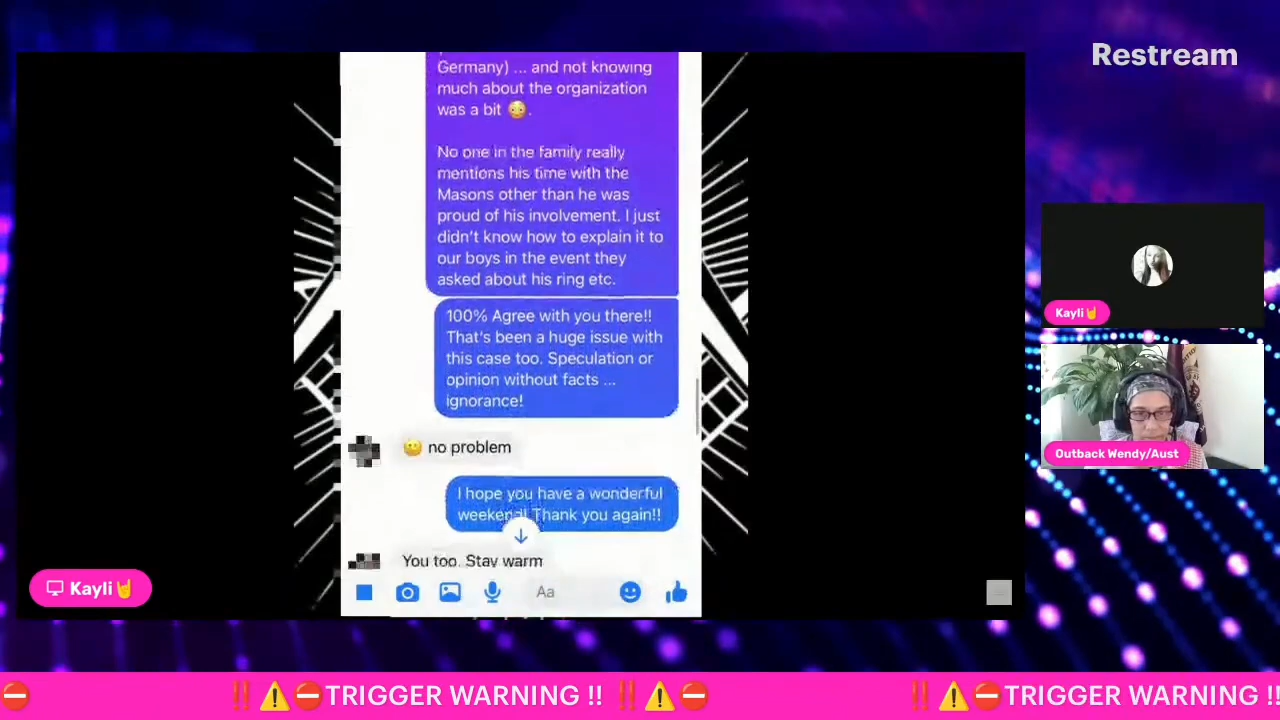 Restream
Germany) ... and not knowing
much about the organization
was a bit 😳.
No one in the family really
mentions his time with the
Masons other than he was
proud of his involvement. I just
didn't know how to explain it to
our boys in the event they
asked about his ring etc.
100% Agree with you there!!
That's been a huge issue with
this case too. Speculation or
opinion without facts ...
ignorance!
🙂 no problem
I hope you have a wonderful
weekend! Thank you again!!
You too. Stay warm
Aa
Kayli🤘
Outback Wendy/Aust
Kayli🤘
⛔ ‼️⚠️⛔TRIGGER WARNING !! ‼️⚠️⛔ ‼️⚠️⛔TRIGGER WARNING !!